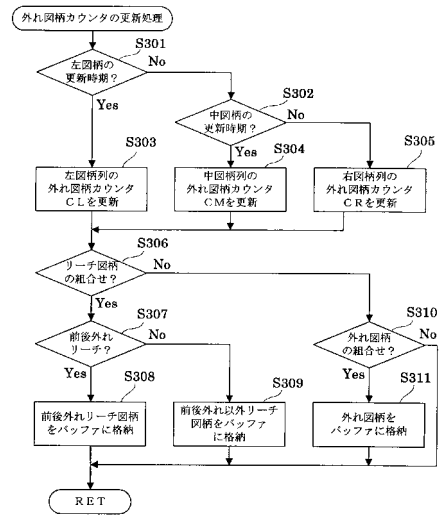 外れ図柄カウンタの更新処理
S301
左図柄の
更新時期?
No
Yes
S302
中図柄の
更新時期?
No
Yes
S303
左図柄列の
外れ図柄カウンタ
CLを更新
S304
中図柄列の
外れ図柄カウンタ
CMを更新
S305
右図柄列の
外れ図柄カウンタ
CRを更新
S306
リーチ図柄
の組合せ?
No
Yes
S307
前後外れ
リーチ?
No
Yes
S310
外れ図柄
の組合せ?
No
Yes
S308
前後外れリーチ図柄
をバッファに格納
S309
前後外れ以外リーチ
図柄をバッファ
に格納
S311
外れ図柄を
バッファに格納
RET